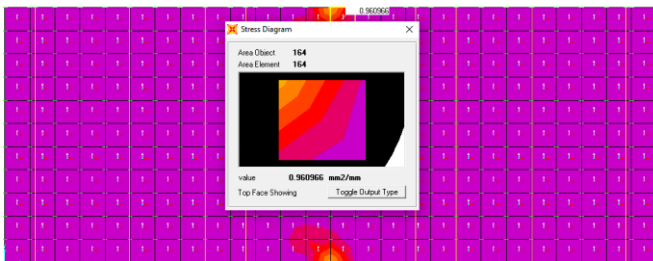 0.960966
Stress Diagram
Area Object 164
Area Element 164
value 0.960966 mm2/mm
Top Face Showing Toggle Output Type